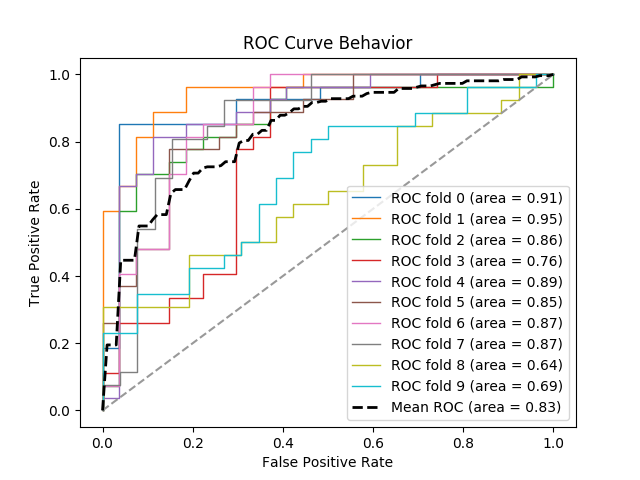 ROC Curve Behavior
True Positive Rate
1.0
0.8
0.6
0.4
0.2
0.0
ROC fold 0 (area = 0.91)
ROC fold 1 (area = 0.95)
ROC fold 2 (area = 0.86)
ROC fold 3 (area = 0.76)
ROC fold 4 (area = 0.89)
ROC fold 5 (area = 0.85)
ROC fold 6 (area = 0.87)
ROC fold 7 (area = 0.87)
ROC fold 8 (area = 0.64)
ROC fold 9 (area = 0.69)
Mean ROC (area = 0.83)
0.0 0.2 0.4 0.6 0.8 1.0
False Positive Rate